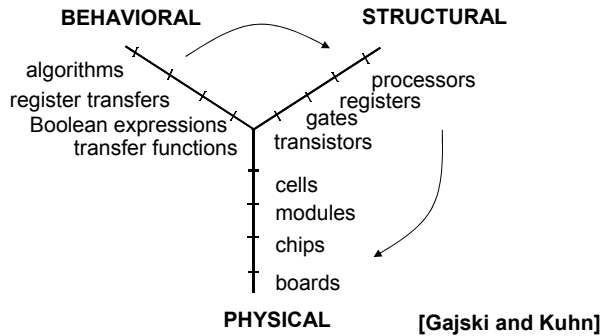 BEHAVIORAL
STRUCTURAL
algorithms
register transfers
Boolean expressions
transfer functions
processors
registers
gates
transistors
cells
modules
chips
boards
PHYSICAL
[Gajski and Kuhn]